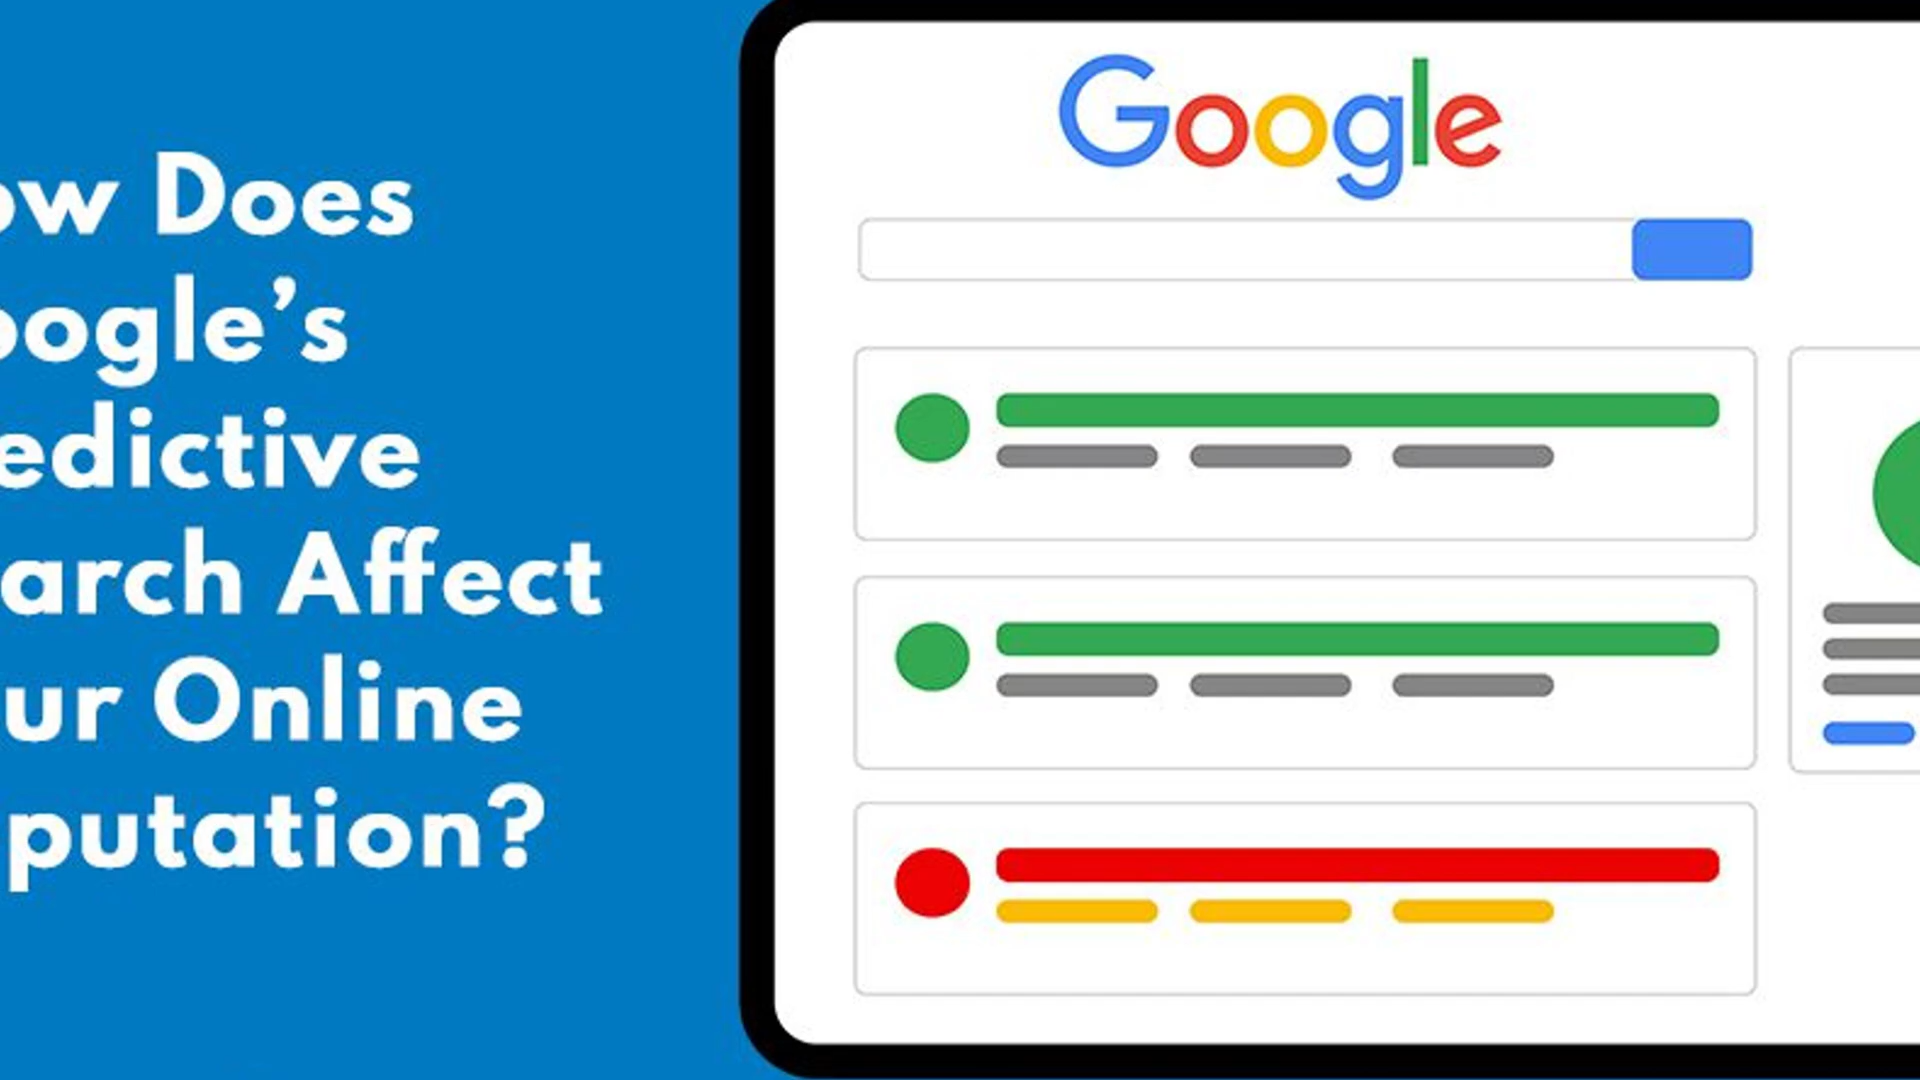 ow Does
oogle's
edictive
arch Affect
ur Online
putation?
Google